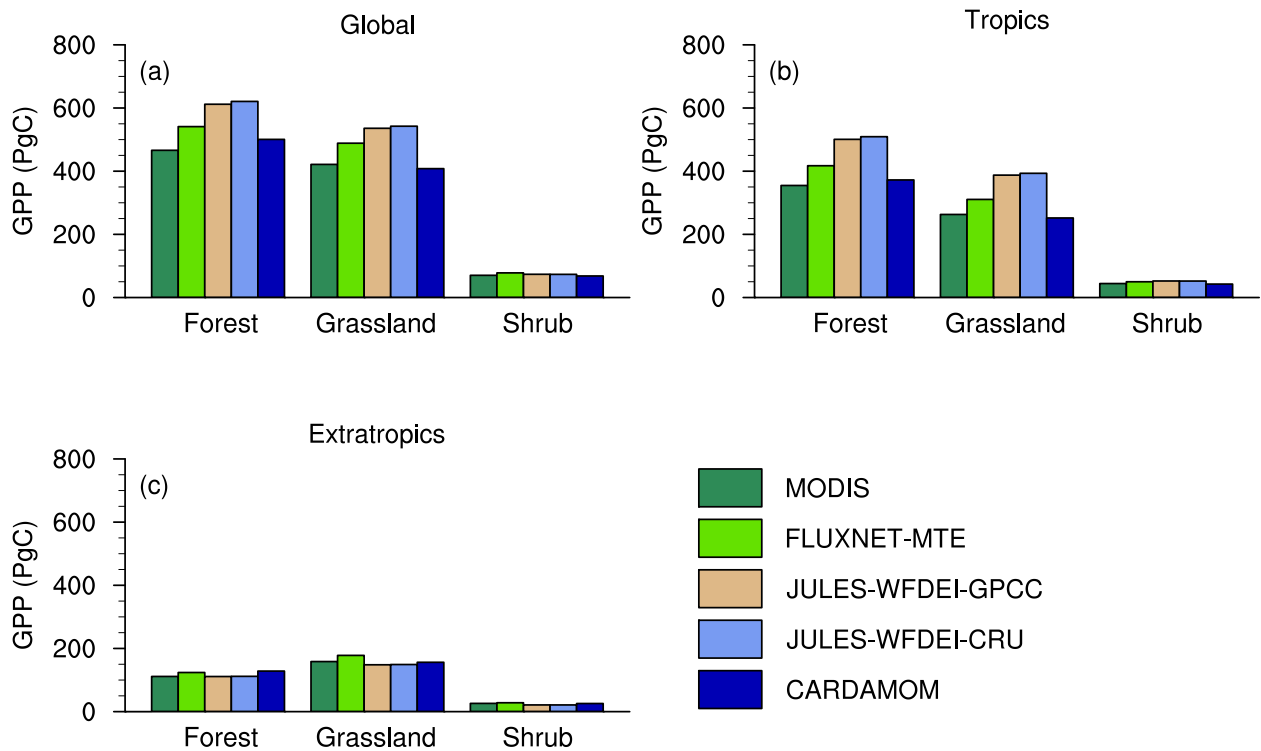 Global
(a)
GPP (PgC)
800
600
400
200
0
Forest Grassland Shrub
Tropics
(b)
GPP (PgC)
800
600
400
200
0
Forest Grassland Shrub
Extratropics
(c)
GPP (PgC)
800
600
400
200
0
Forest Grassland Shrub
MODIS
FLUXNET-MTE
JULES-WFDEI-GPCC
JULES-WFDEI-CRU
CARDAMOM